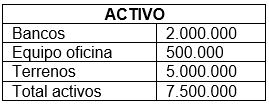 ACTIVO
Bancos 2.000.000
Equipo oficina 500.000
Terrenos 5.000.000
Total activos 7.500.000